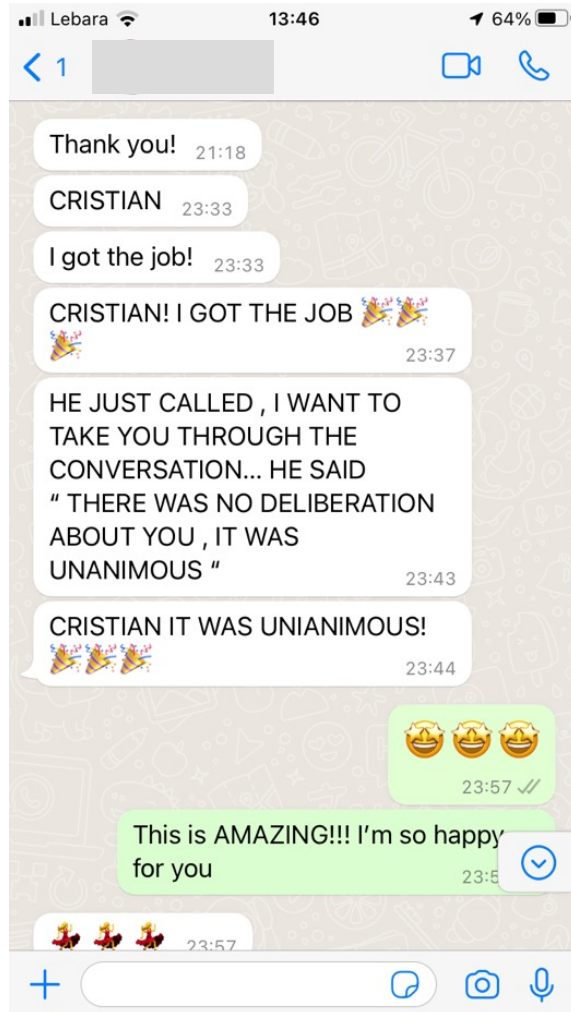 Lebara 13:46 64%
1
Thank you! 21:18
CRISTIAN 23:33
I got the job! 23:33
CRISTIAN! I GOT THE JOB 🎉🎉
🎉 23:37
HE JUST CALLED , I WANT TO
TAKE YOU THROUGH THE
CONVERSATION... HE SAID
“ THERE WAS NO DELIBERATION
ABOUT YOU , IT WAS
UNANIMOUS “ 23:43
CRISTIAN IT WAS UNIANIMOUS!
🎉🎉🎉 23:44
🤩🤩🤩
23:57
This is AMAZING!!! I’m so happy
for you
💃💃💃 23:57